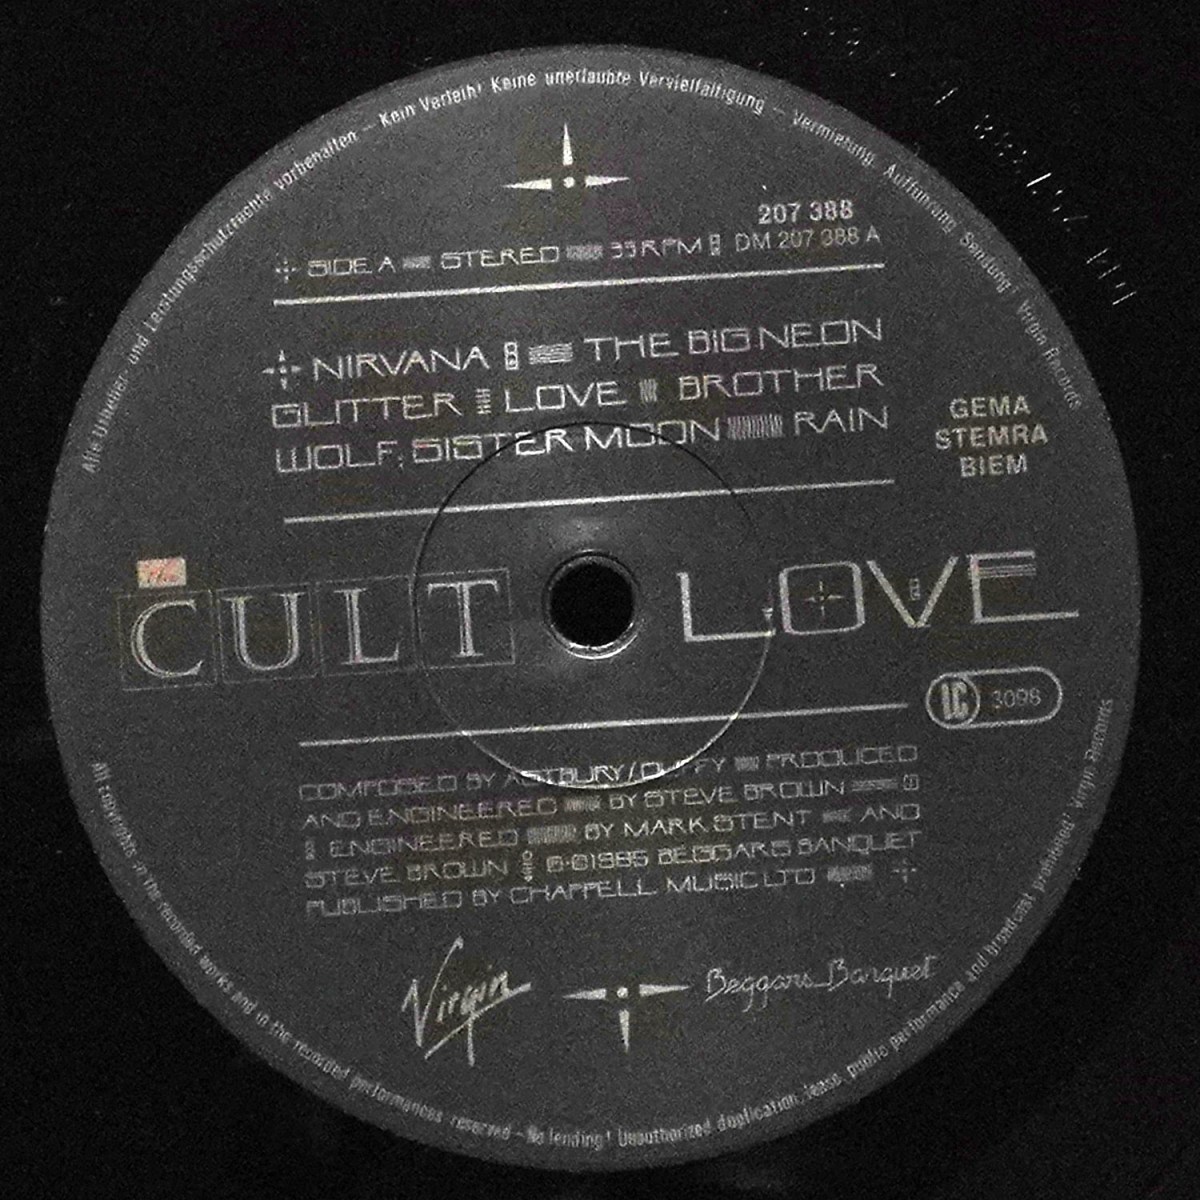 Alle Urheber- und Leistungsschutzrechte vorbehalten – Kein Verleih! Keine unerlaubte Vervielfältigung – Vermietung, Aufführung, Sendung! Virgin Records
207 388
SIDE A STEREO 33 RPM DM 207 388 A
NIRVANA THE BIG NEON
GLITTER LOVE BROTHER
WOLF; SISTER MOON RAIN
GEMA
STEMRA
BIEM
THE
CULT LOVE
LC 3098
COMPOSED BY ASTBURY/DUFFY PRODUCED
AND ENGINEERED BY STEVE BROWN
ENGINEERED BY MARK STENT AND
STEVE BROWN 1985 BEGGARS BANQUET
PUBLISHED BY CHAPPELL MUSIC LTD
Virgin Beggars Banquet
All copyrights in the recorded works and in the recorded performances reserved – No lending! Unauthorized duplication, lease, public performance and broadcast prohibited! Virgin Records